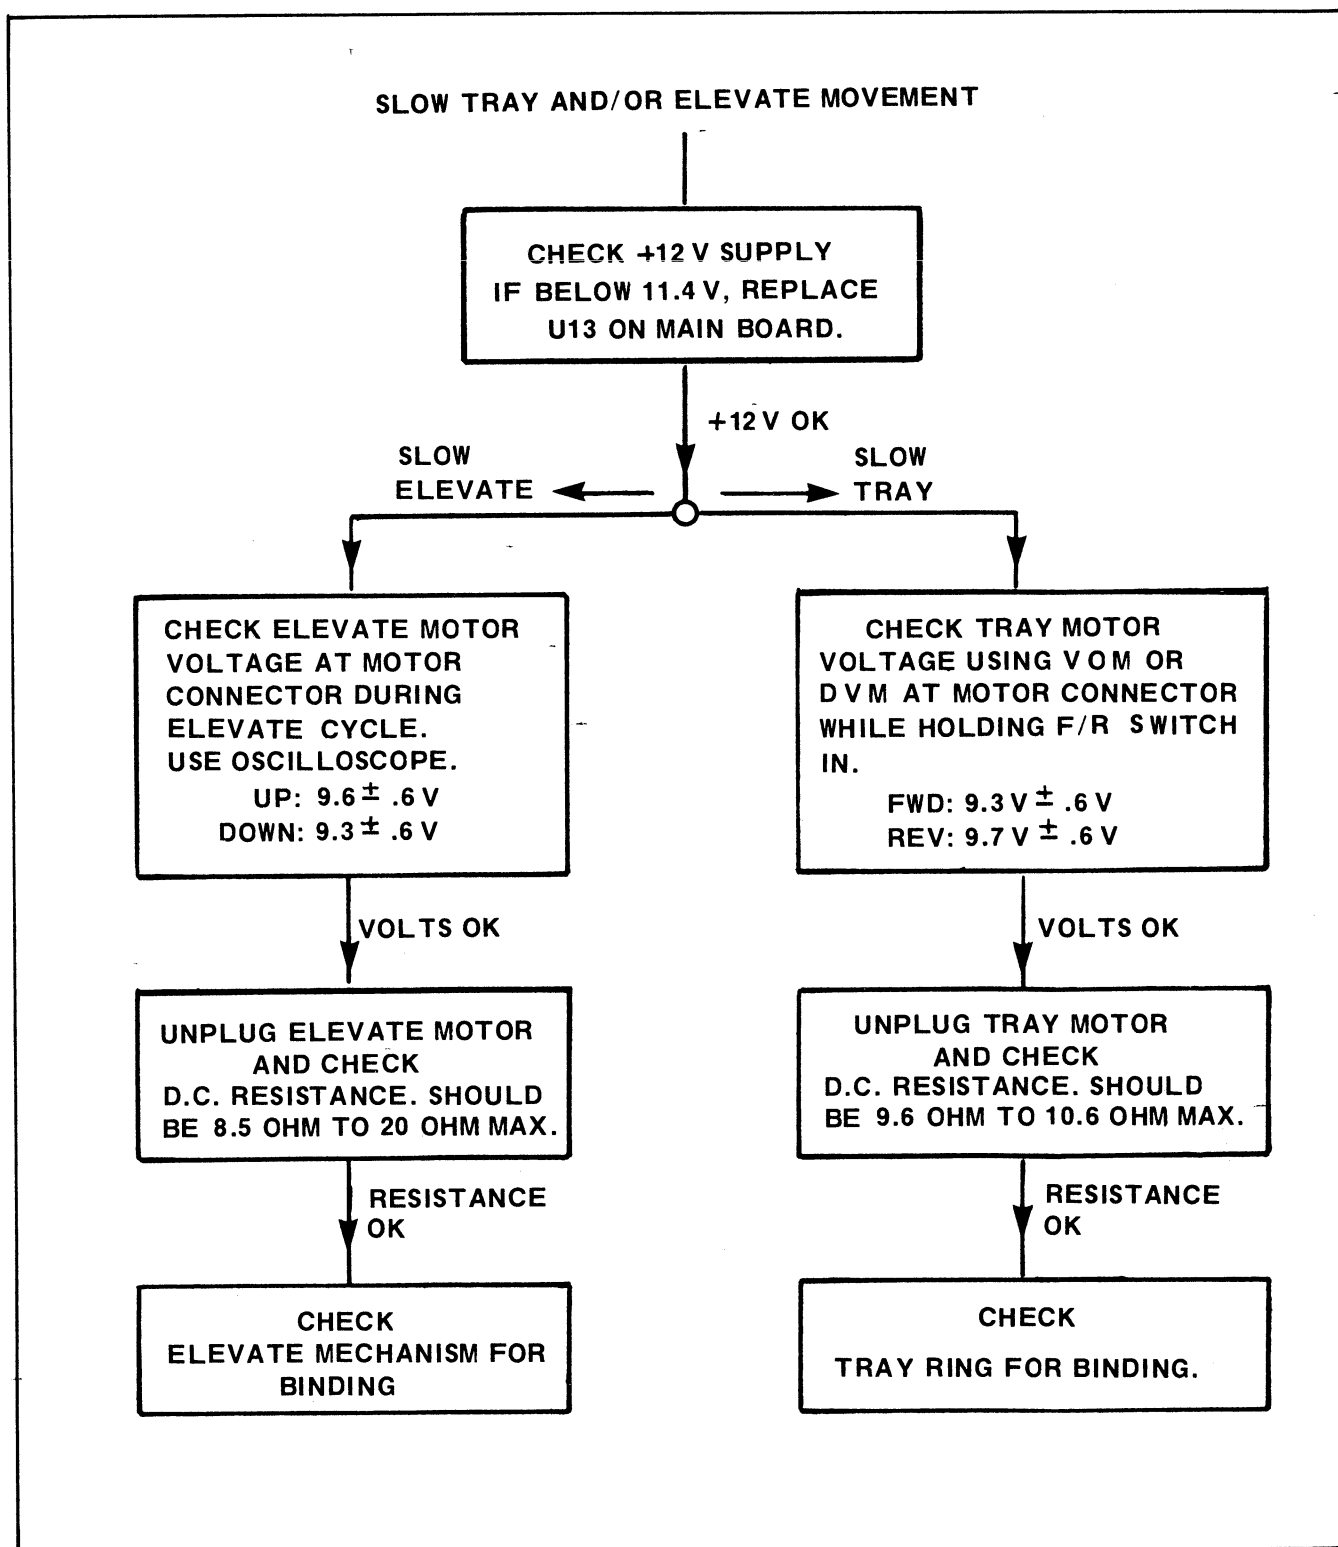 SLOW TRAY AND/OR ELEVATE MOVEMENT
CHECK +12 V SUPPLY
IF BELOW 11.4 V, REPLACE
U13 ON MAIN BOARD.
+12 V OK
SLOW
ELEVATE
SLOW
TRAY
CHECK ELEVATE MOTOR
VOLTAGE AT MOTOR
CONNECTOR DURING
ELEVATE CYCLE.
USE OSCILLOSCOPE.
UP: 9.6 ± .6 V
DOWN: 9.3 ± .6 V
CHECK TRAY MOTOR
VOLTAGE USING VOM OR
DVM AT MOTOR CONNECTOR
WHILE HOLDING F/R SWITCH
IN.
FWD: 9.3 V ± .6 V
REV: 9.7 V ± .6 V
VOLTS OK
VOLTS OK
UNPLUG ELEVATE MOTOR
AND CHECK
D.C. RESISTANCE. SHOULD
BE 8.5 OHM TO 20 OHM MAX.
UNPLUG TRAY MOTOR
AND CHECK
D.C. RESISTANCE. SHOULD
BE 9.6 OHM TO 10.6 OHM MAX.
RESISTANCE
OK
RESISTANCE
OK
CHECK
ELEVATE MECHANISM FOR
BINDING
CHECK
TRAY RING FOR BINDING.